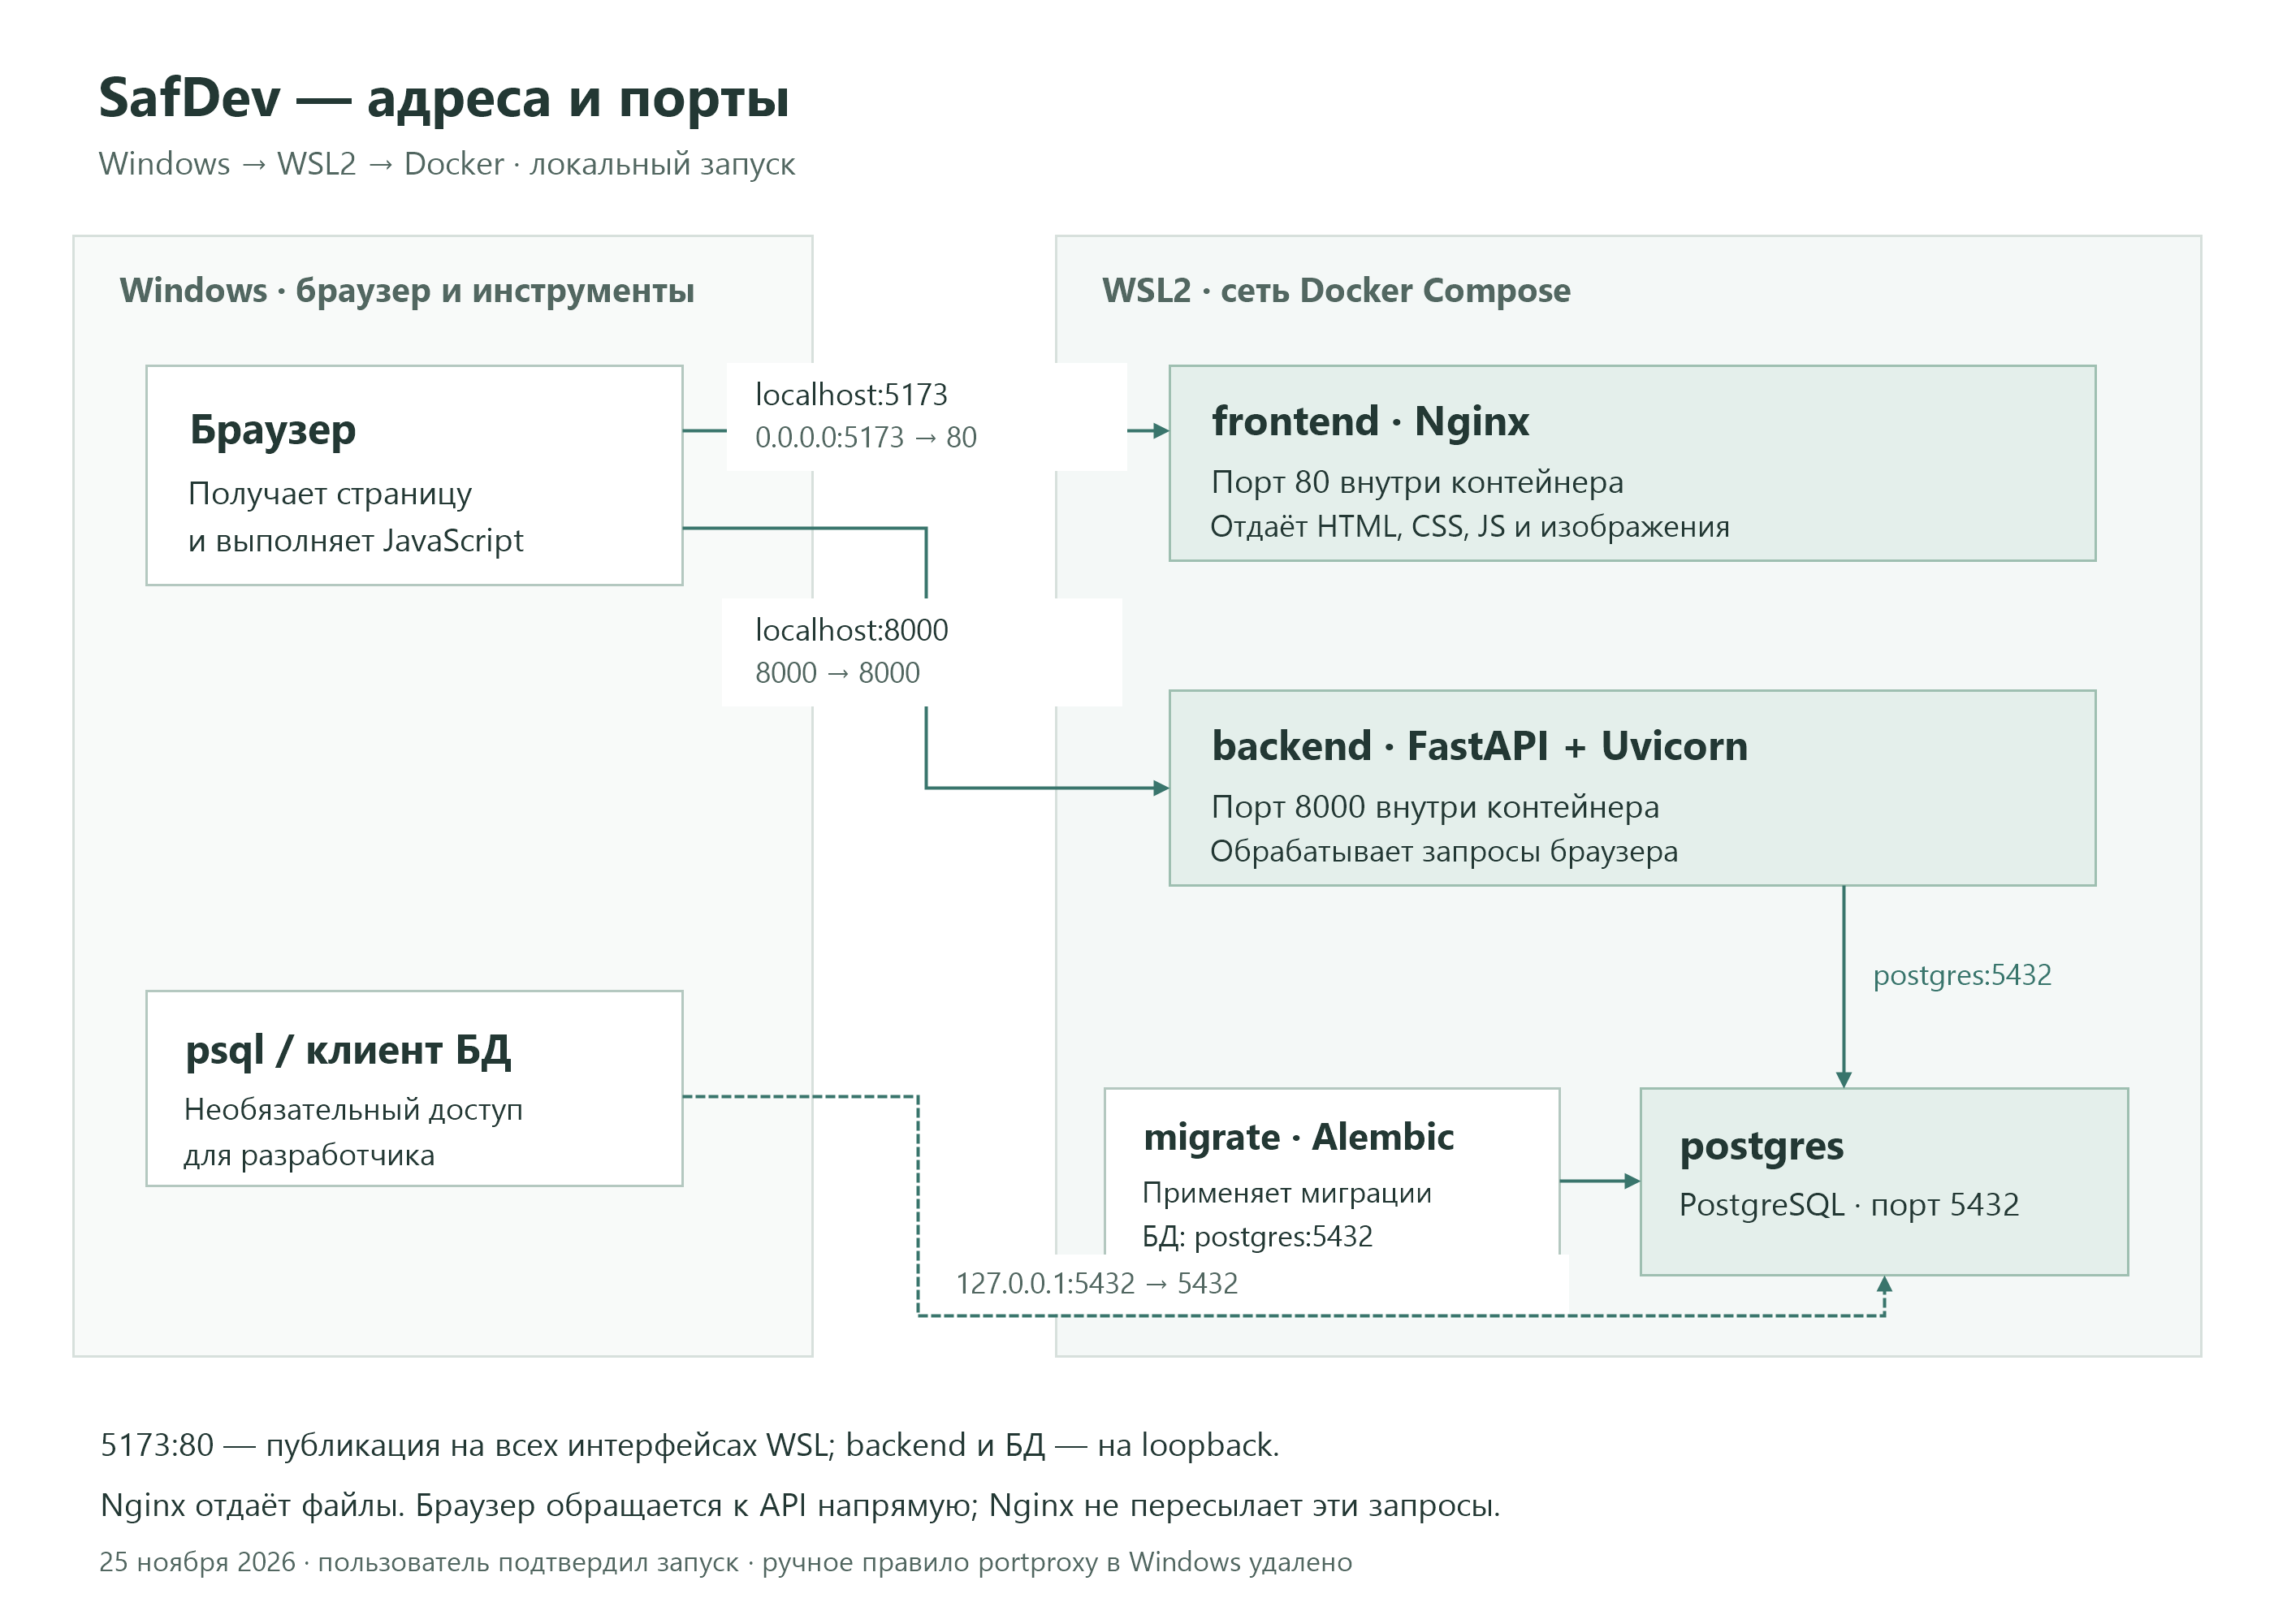 SafDev — адреса и порты
Windows → WSL2 → Docker · локальный запуск
Windows · браузер и инструменты
WSL2 · сеть Docker Compose
Браузер
Получает страницу
и выполняет JavaScript
localhost:5173
0.0.0.0:5173 → 80
frontend · Nginx
Порт 80 внутри контейнера
Отдаёт HTML, CSS, JS и изображения
localhost:8000
8000 → 8000
backend · FastAPI + Uvicorn
Порт 8000 внутри контейнера
Обрабатывает запросы браузера
postgres:5432
psql / клиент БД
Необязательный доступ
для разработчика
migrate · Alembic
Применяет миграции
БД: postgres:5432
postgres
PostgreSQL · порт 5432
127.0.0.1:5432 → 5432
5173:80 — публикация на всех интерфейсах WSL; backend и БД — на loopback.
Nginx отдаёт файлы. Браузер обращается к API напрямую; Nginx не пересылает эти запросы.
25 ноября 2026 · пользователь подтвердил запуск · ручное правило portproxy в Windows удалено